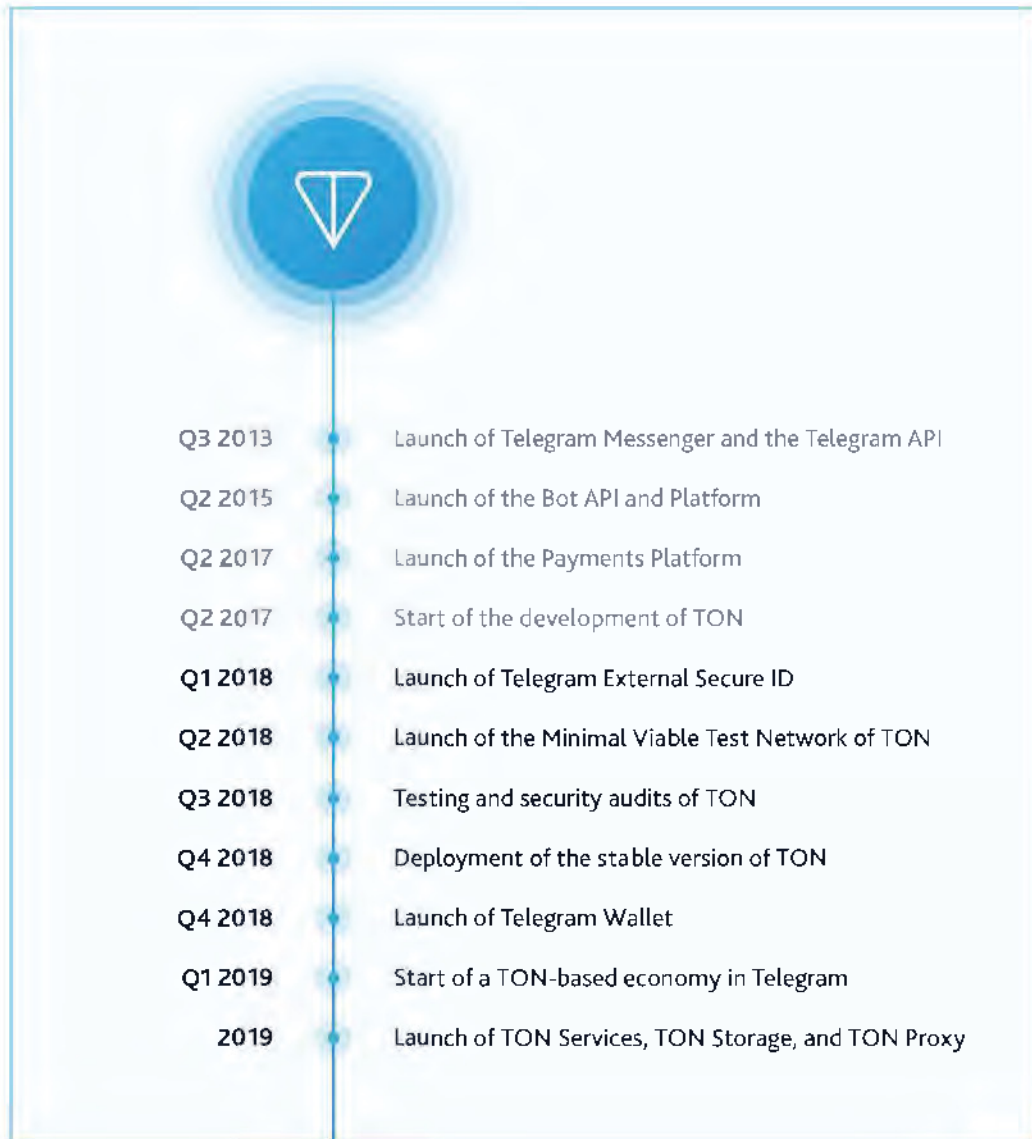 Q3 2013 Launch of Telegram Messenger and the Telegram API
Q2 2015 Launch of the Bot API and Platform
Q2 2017 Launch of the Payments Platform
Q2 2017 Start of the development of TON
Q1 2018 Launch of Telegram External Secure ID
Q2 2018 Launch of the Minimal Viable Test Network of TON
Q3 2018 Testing and security audits of TON
Q4 2018 Deployment of the stable version of TON
Q4 2018 Launch of Telegram Wallet
Q1 2019 Start of a TON-based economy in Telegram
2019 Launch of TON Services, TON Storage, and TON Proxy